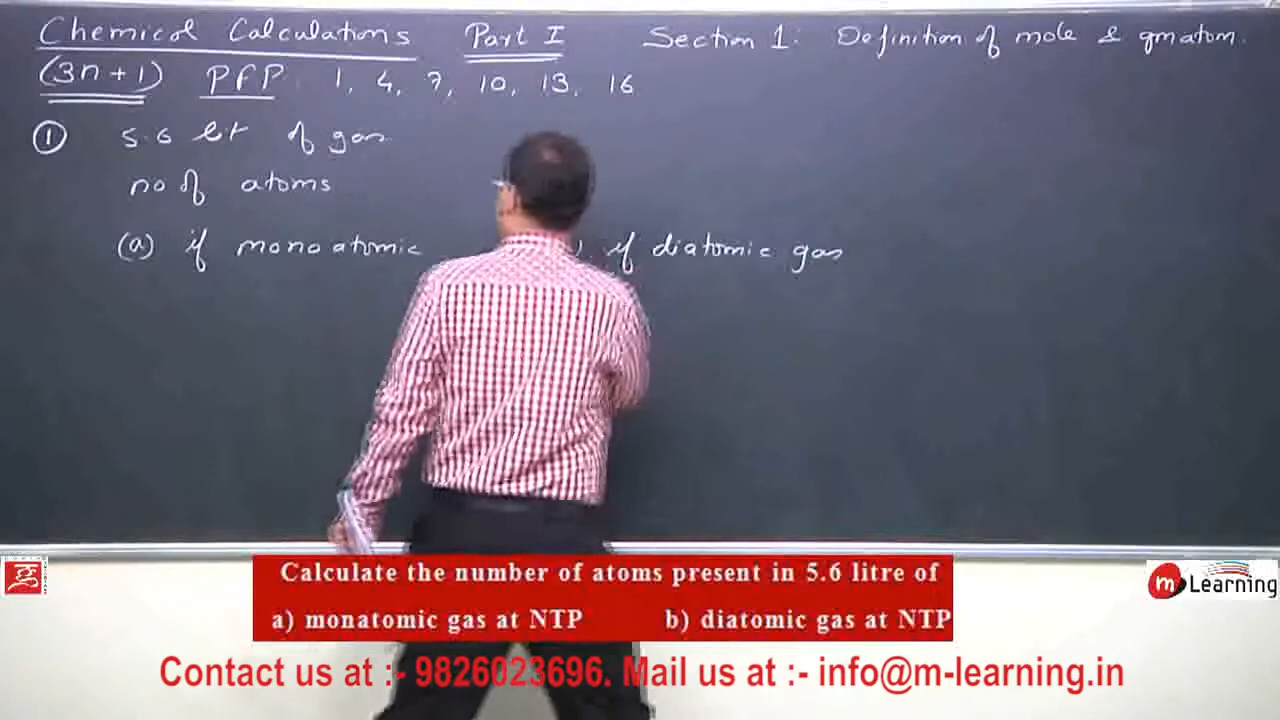 Chemical Calculations Part I Section 1: Definition of mole & gm atom.
(3n + 1) PFP 1, 4, 7, 10, 13, 16
① 5.6 lit of gas
no of atoms
(a) if monoatomic ) if diatomic gas
Calculate the number of atoms present in 5.6 litre of
a) monatomic gas at NTP b) diatomic gas at NTP
m Learning
Contact us at :- 9826023696. Mail us at :- info@m-learning.in